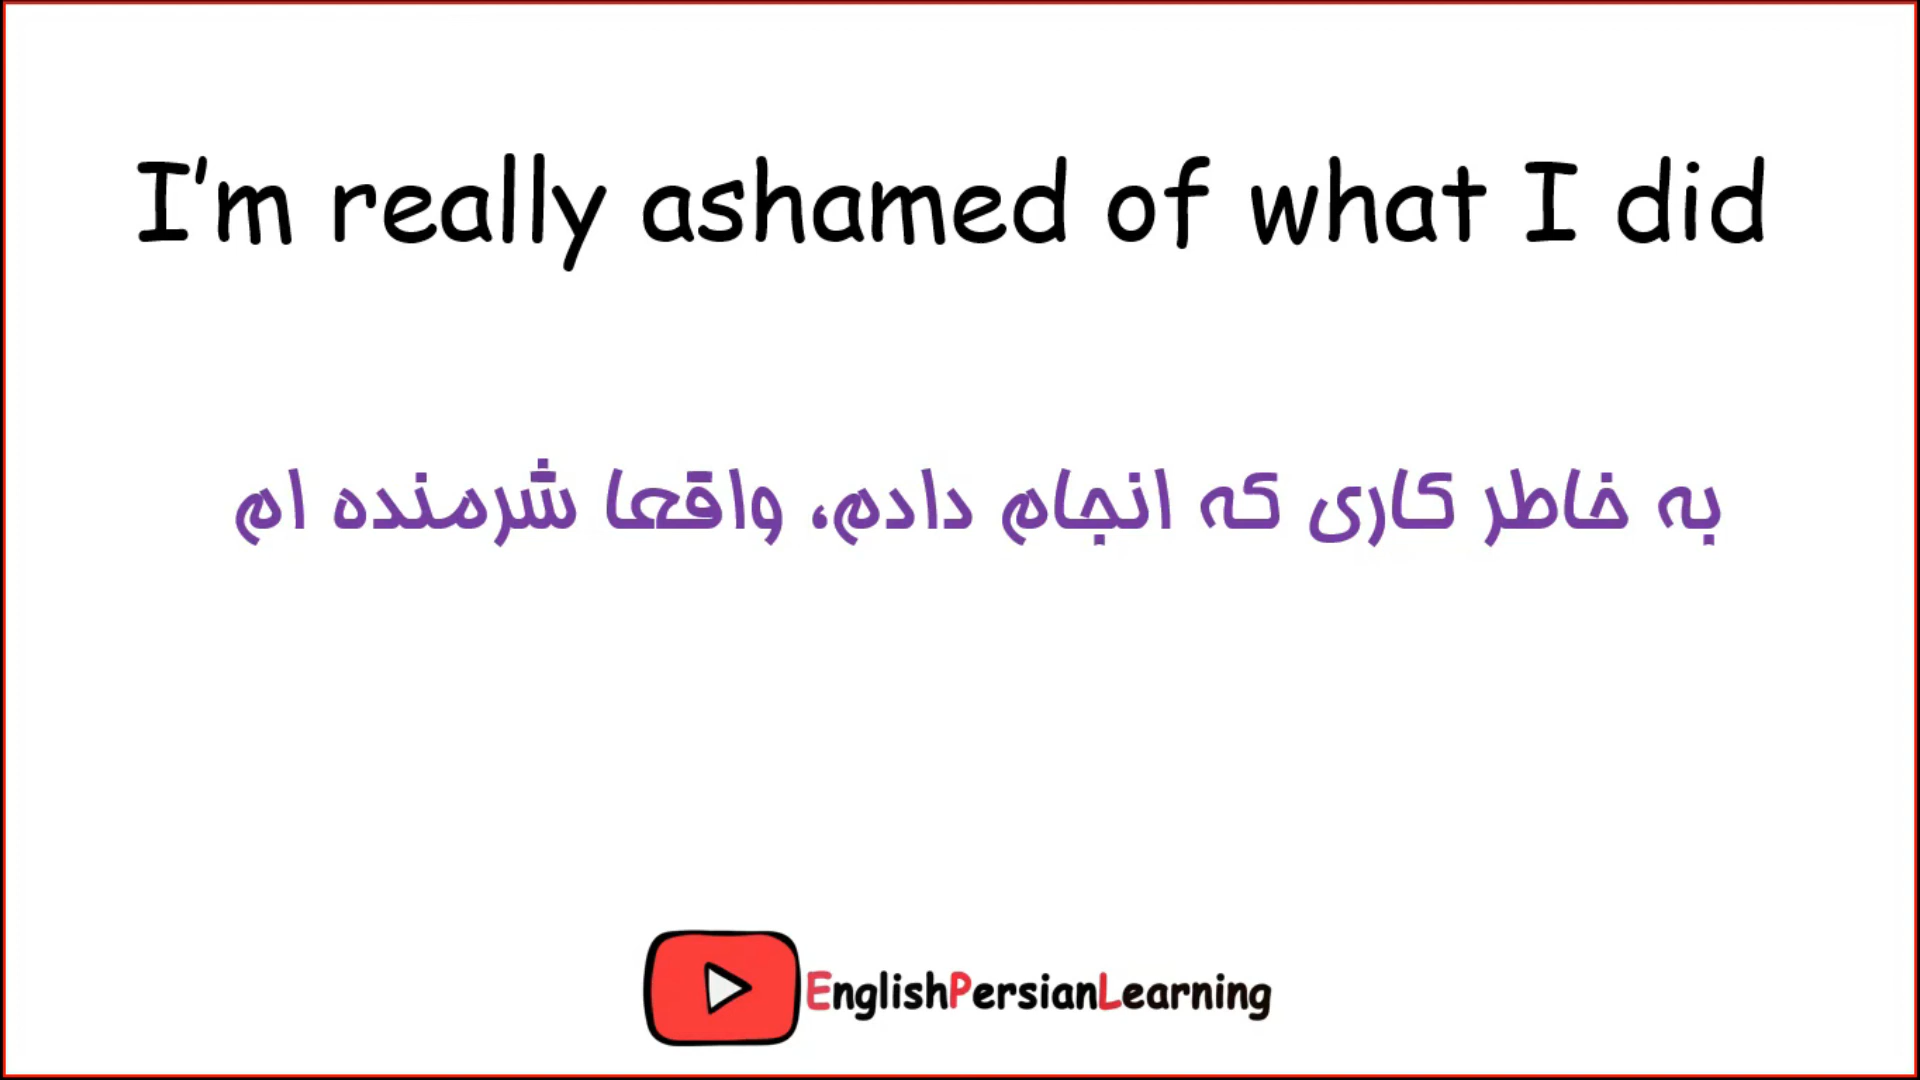 I’m really ashamed of what I did
به خاطر کاری که انجام دادم، واقعا شرمنده ام
EnglishPersianLearning